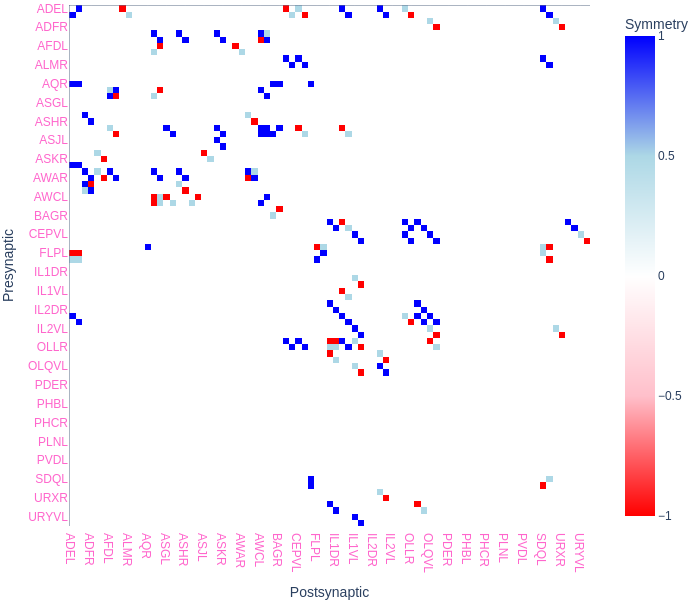 Symmetry
1
0.5
0
−0.5
−1
Presynaptic
ADEL
ADFR
AFDL
ALMR
AQR
ASGL
ASHR
ASJL
ASKR
AWAR
AWCL
BAGR
CEPVL
FLPL
IL1DR
IL1VL
IL2DR
IL2VL
OLLR
OLQVL
PDER
PHBL
PHCR
PLNL
PVDL
SDQL
URXR
URYVL
ADEL
ADFR
AFDL
ALMR
AQR
ASGL
ASHR
ASJL
ASKR
AWAR
AWCL
BAGR
CEPVL
FLPL
IL1DR
IL1VL
IL2DR
IL2VL
OLLR
OLQVL
PDER
PHBL
PHCR
PLNL
PVDL
SDQL
URXR
URYVL
Postsynaptic